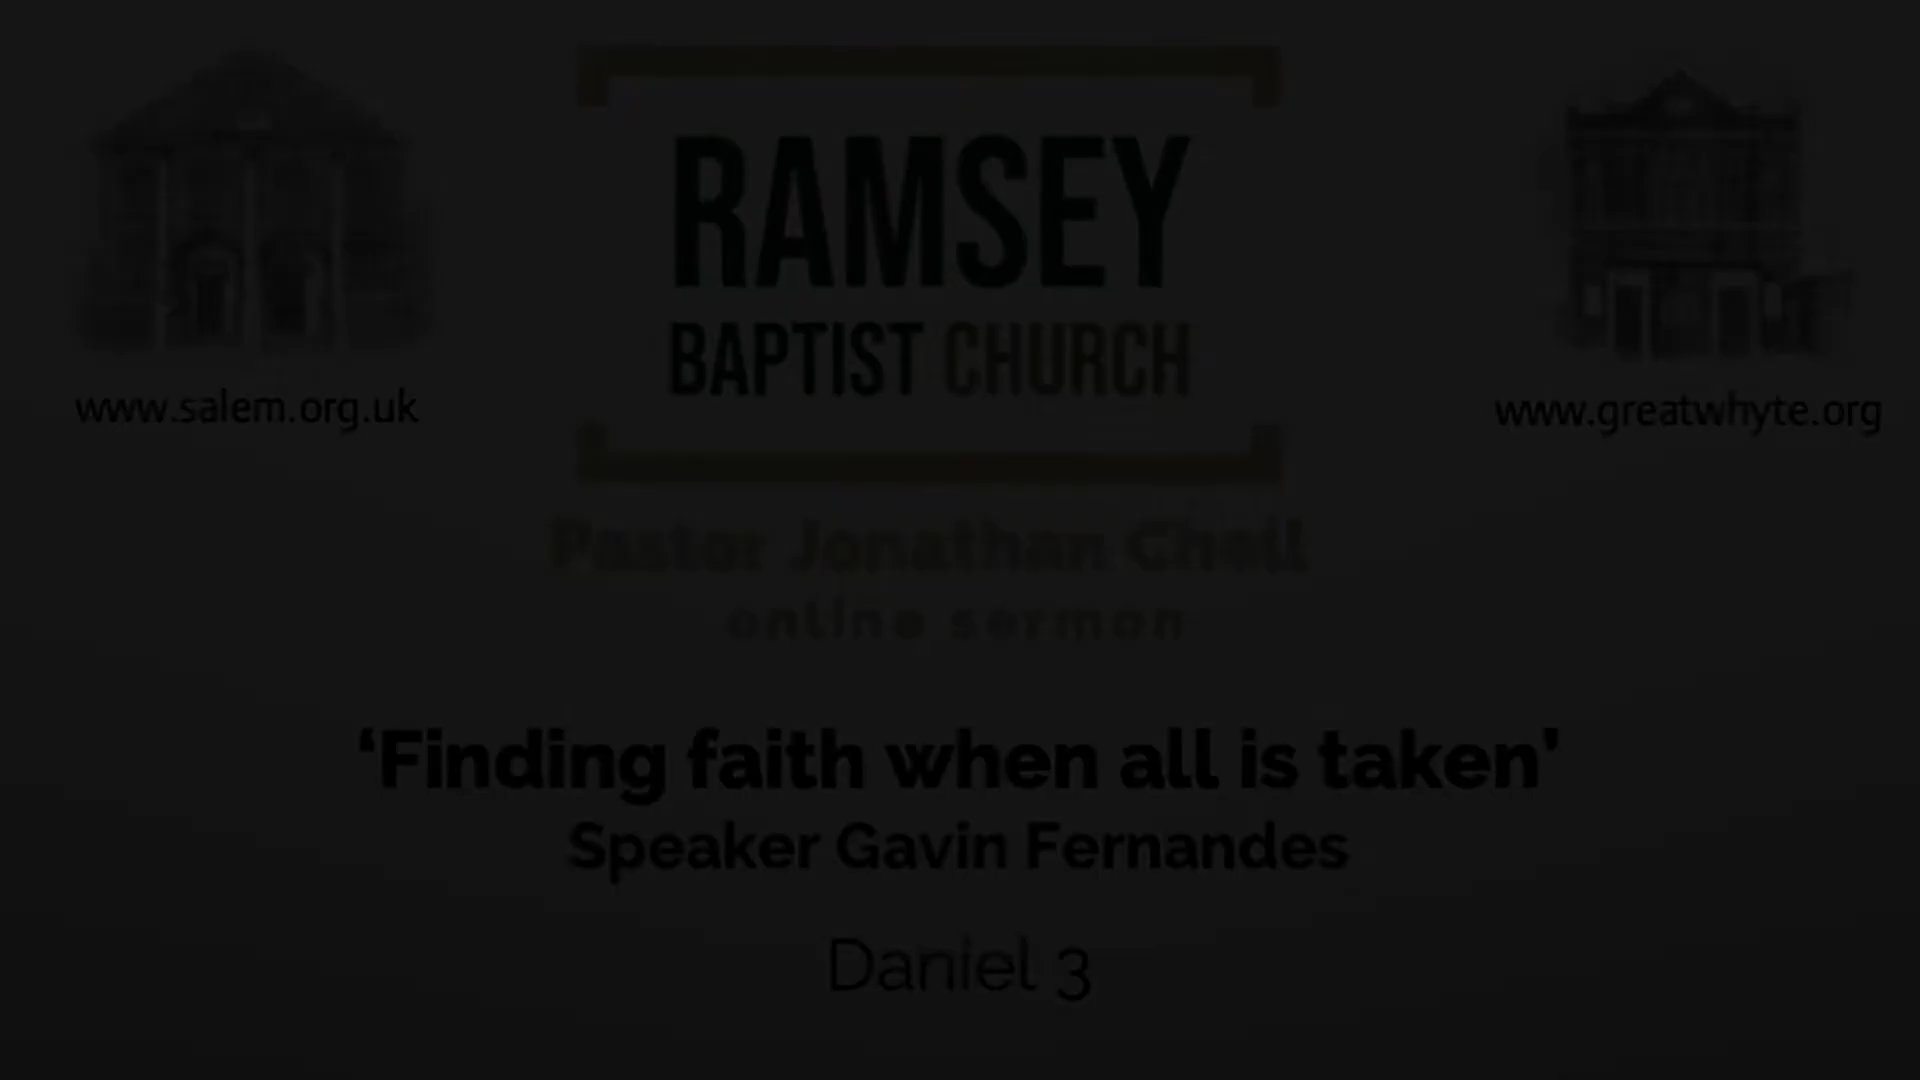 RAMSEY
BAPTIST CHURCH
www.salem.org.uk
www.greatwhyte.org
Pastor Jonathan Chell
online sermon
‘Finding faith when all is taken’
Speaker Gavin Fernandes
Daniel 3